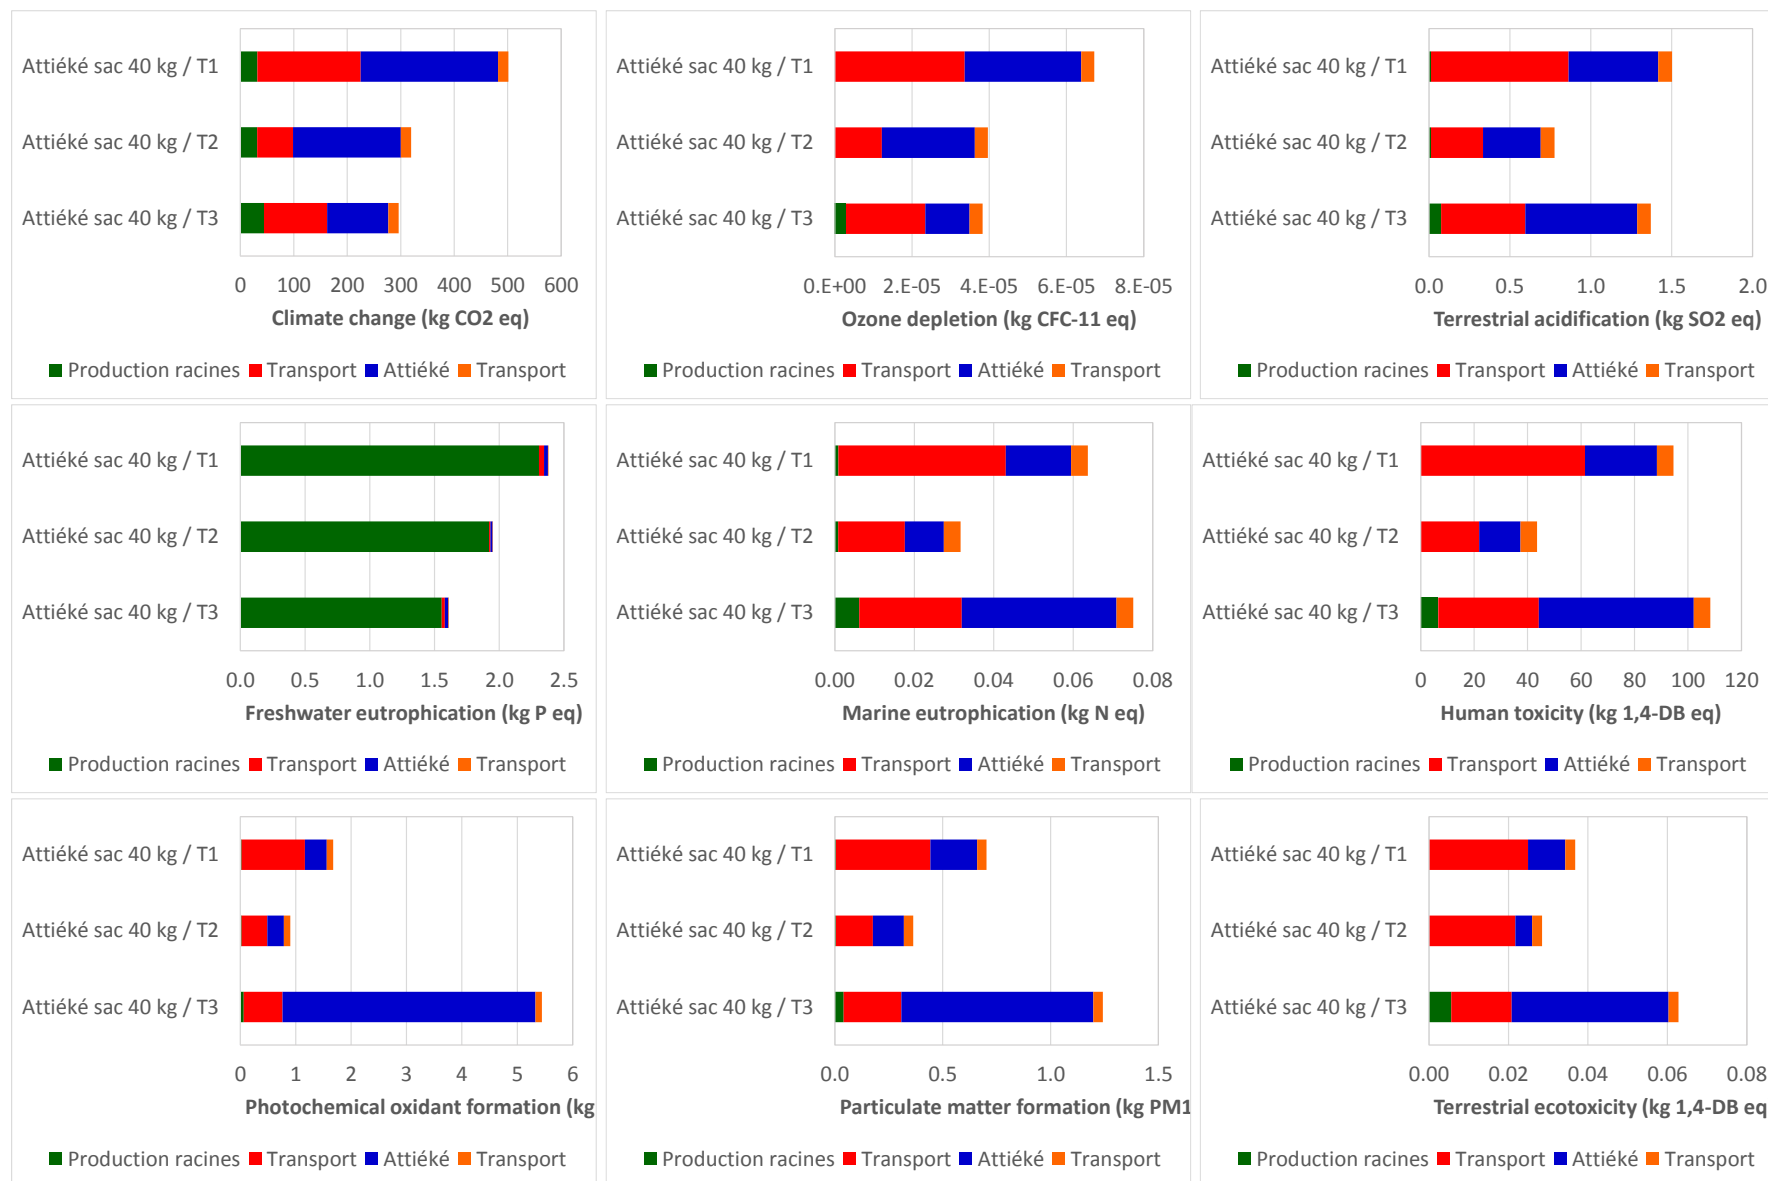 Attiéké sac 40 kg / T1
Attiéké sac 40 kg / T2
Attiéké sac 40 kg / T3
0 100 200 300 400 500 600
Climate change (kg CO2 eq)
Production racines Transport Attiéké Transport
Attiéké sac 40 kg / T1
Attiéké sac 40 kg / T2
Attiéké sac 40 kg / T3
0.E+00 2.E-05 4.E-05 6.E-05 8.E-05
Ozone depletion (kg CFC-11 eq)
Production racines Transport Attiéké Transport
Attiéké sac 40 kg / T1
Attiéké sac 40 kg / T2
Attiéké sac 40 kg / T3
0.0 0.5 1.0 1.5 2.0
Terrestrial acidification (kg SO2 eq)
Production racines Transport Attiéké Transport
Attiéké sac 40 kg / T1
Attiéké sac 40 kg / T2
Attiéké sac 40 kg / T3
0.0 0.5 1.0 1.5 2.0 2.5
Freshwater eutrophication (kg P eq)
Production racines Transport Attiéké Transport
Attiéké sac 40 kg / T1
Attiéké sac 40 kg / T2
Attiéké sac 40 kg / T3
0.00 0.02 0.04 0.06 0.08
Marine eutrophication (kg N eq)
Production racines Transport Attiéké Transport
Attiéké sac 40 kg / T1
Attiéké sac 40 kg / T2
Attiéké sac 40 kg / T3
0 20 40 60 80 100 120
Human toxicity (kg 1,4-DB eq)
Production racines Transport Attiéké Transport
Attiéké sac 40 kg / T1
Attiéké sac 40 kg / T2
Attiéké sac 40 kg / T3
0 1 2 3 4 5 6
Photochemical oxidant formation (kg
Production racines Transport Attiéké Transport
Attiéké sac 40 kg / T1
Attiéké sac 40 kg / T2
Attiéké sac 40 kg / T3
0.0 0.5 1.0 1.5
Particulate matter formation (kg PM1
Production racines Transport Attiéké Transport
Attiéké sac 40 kg / T1
Attiéké sac 40 kg / T2
Attiéké sac 40 kg / T3
0.00 0.02 0.04 0.06 0.08
Terrestrial ecotoxicity (kg 1,4-DB eq
Production racines Transport Attiéké Transport